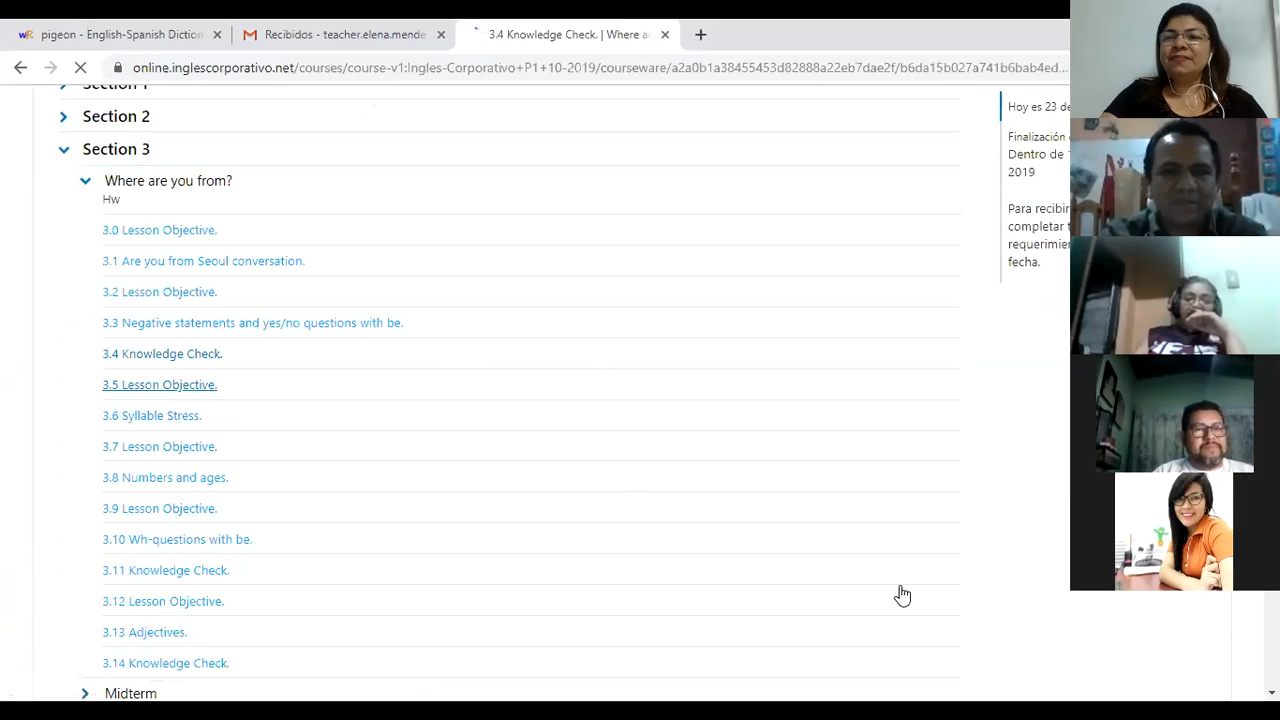 pigeon - English-Spanish Diction
Recibidos - teacher.elena.mende
3.4 Knowledge Check. | Where a
online.inglescorporativo.net/courses/course-v1:Ingles-Corporativo+P1+10-2019/courseware/a2a0b1a38455453d82888a22eb7dae2f/b6da15b027a741b6bab4ed...
Section 1
Section 2
Section 3
Where are you from?
Hw
3.0 Lesson Objective.
3.1 Are you from Seoul conversation.
3.2 Lesson Objective.
3.3 Negative statements and yes/no questions with be.
3.4 Knowledge Check.
3.5 Lesson Objective.
3.6 Syllable Stress.
3.7 Lesson Objective.
3.8 Numbers and ages.
3.9 Lesson Objective.
3.10 Wh-questions with be.
3.11 Knowledge Check.
3.12 Lesson Objective.
3.13 Adjectives.
3.14 Knowledge Check.
Midterm
Hoy es 23 de
Finalización
Dentro de
2019
Para recibir
completar
requerimie
fecha.